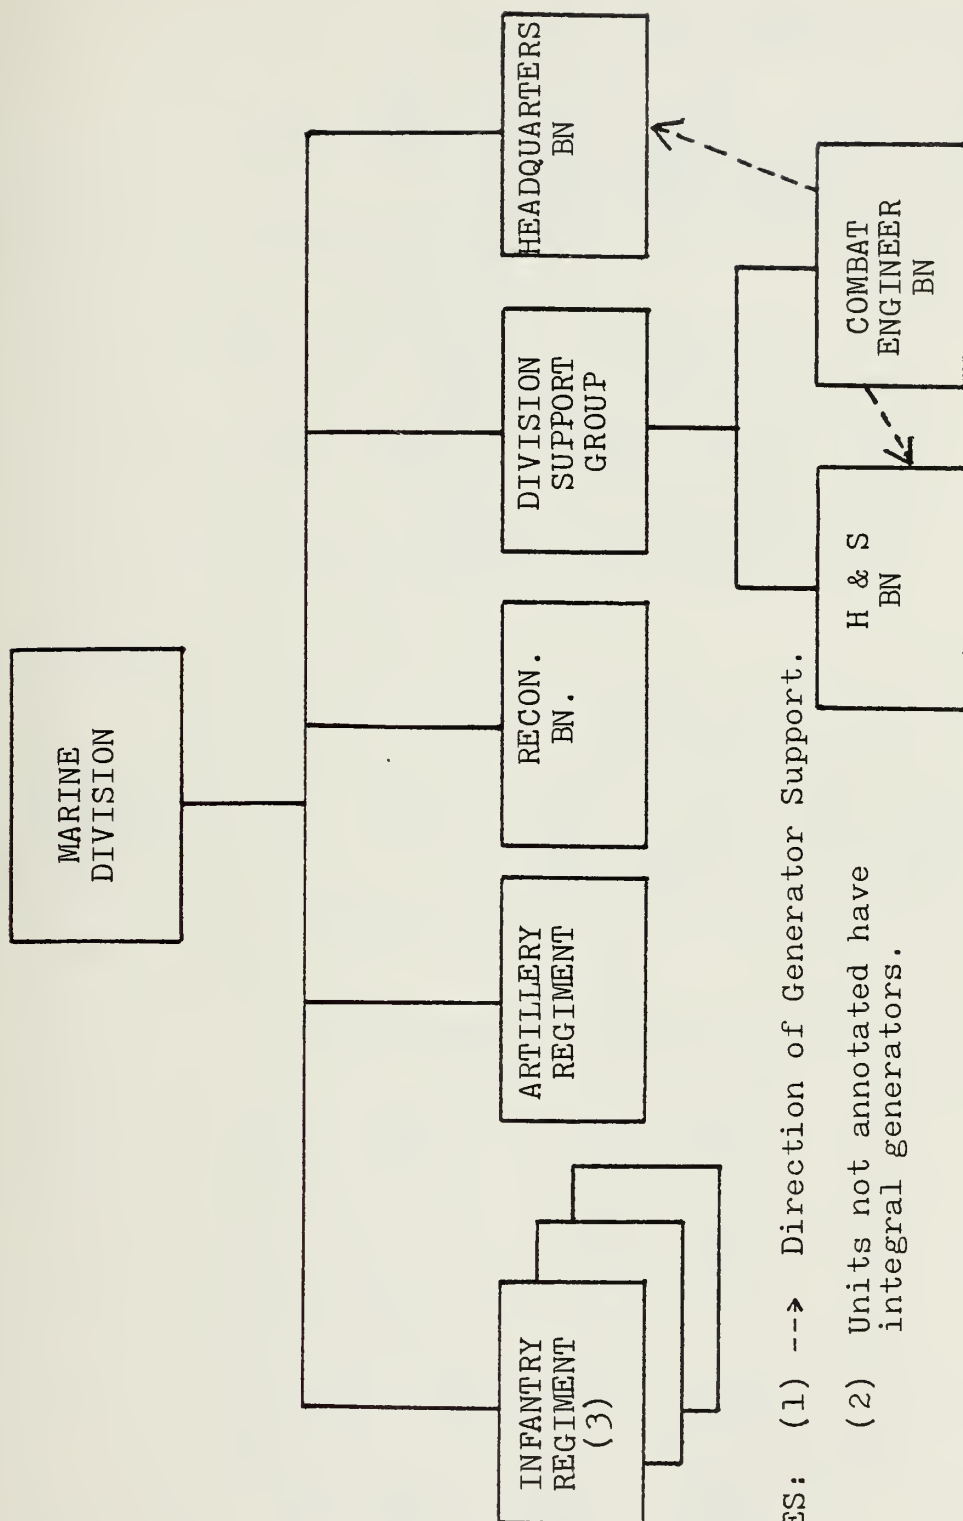 MARINE
DIVISION
INFANTRY
REGIMENT
(3)
ARTILLERY
REGIMENT
RECON.
BN.
DIVISION
SUPPORT
GROUP
HEADQUARTERS
BN
H & S
BN
COMBAT
ENGINEER
BN
ES: (1) --> Direction of Generator Support.
(2) Units not annotated have
integral generators.